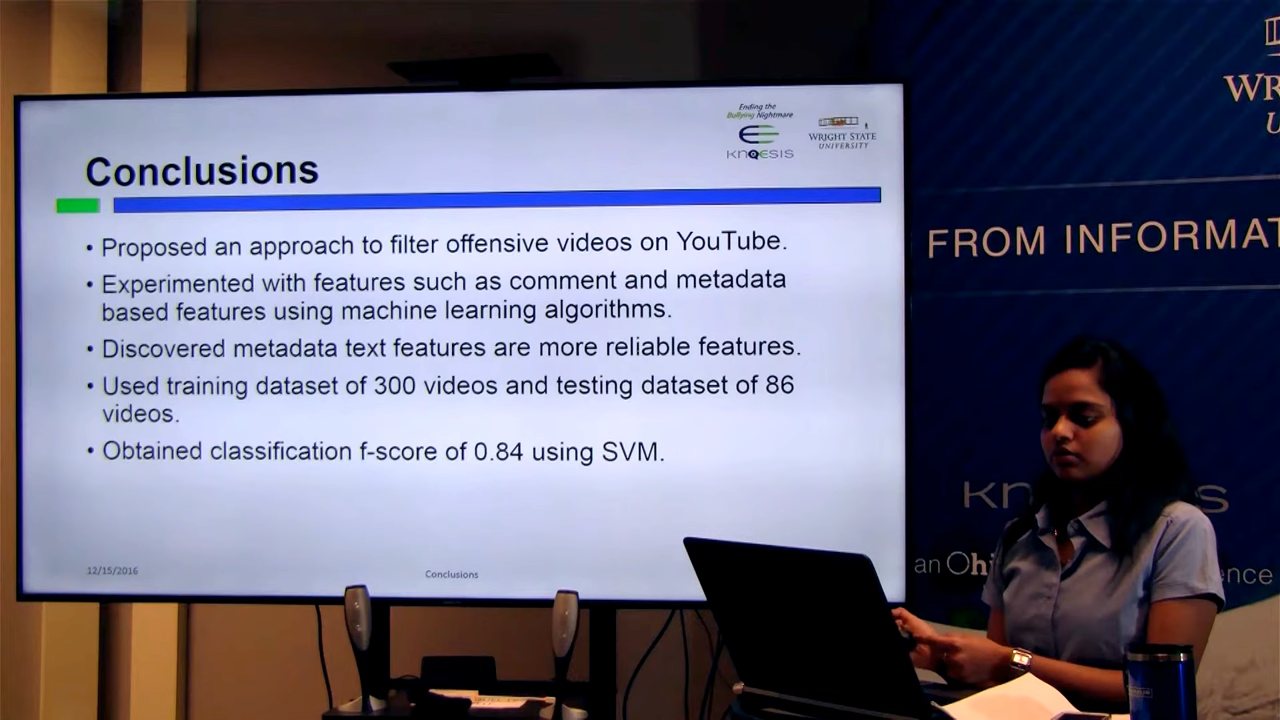 Ending the
Bullying Nightmare
knoesis
WRIGHT STATE
UNIVERSITY
Conclusions
• Proposed an approach to filter offensive videos on YouTube.
• Experimented with features such as comment and metadata
based features using machine learning algorithms.
• Discovered metadata text features are more reliable features.
• Used training dataset of 300 videos and testing dataset of 86
videos.
• Obtained classification f-score of 0.84 using SVM.
12/15/2016
Conclusions
WR
U
FROM INFORMAT
kn s
an Ohi ence